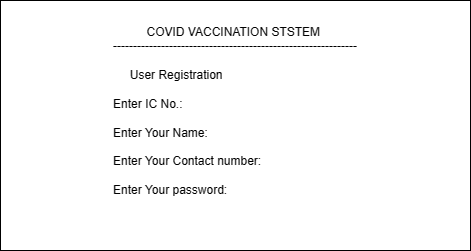 COVID VACCINATION STSTEM
-------------------------------------------------------------
User Registration
Enter IC No.:
Enter Your Name:
Enter Your Contact number:
Enter Your password: